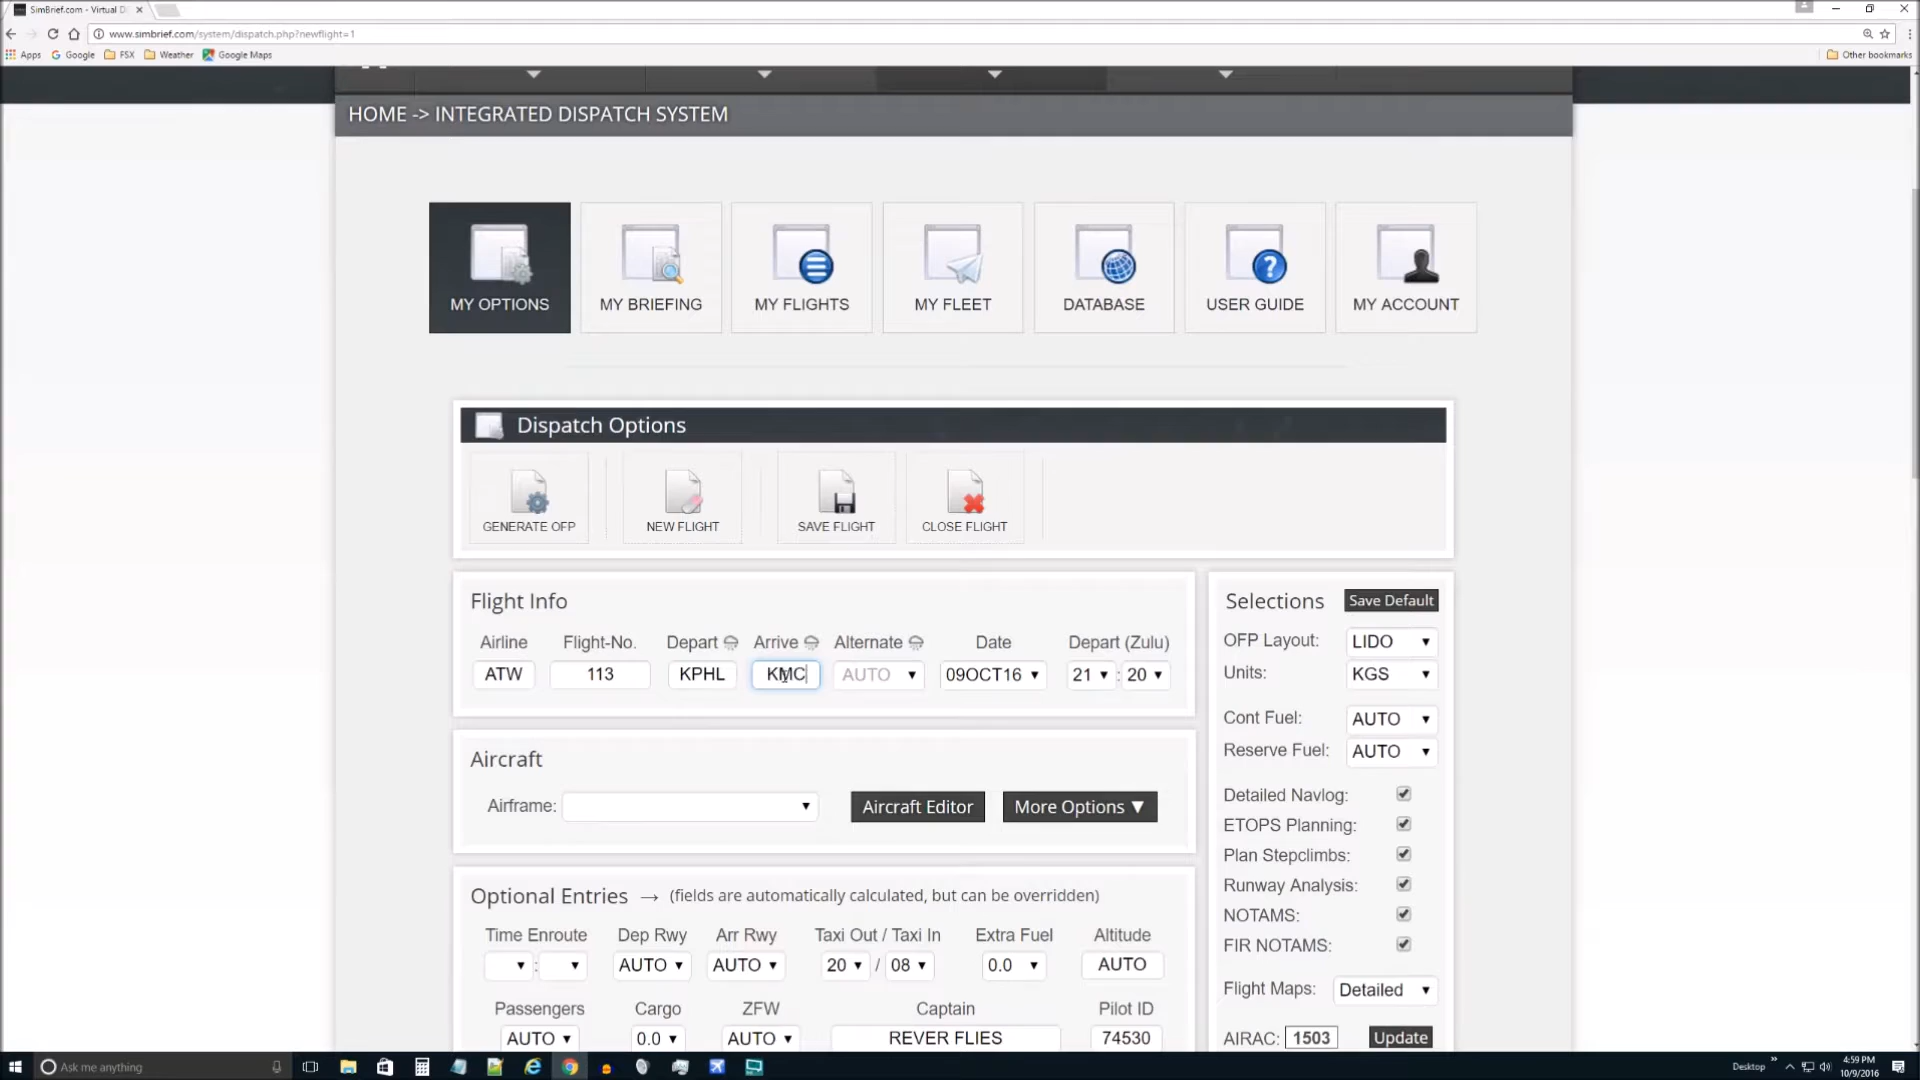 SimBrief.com - Virtual D
www.simbrief.com/system/dispatch.php?newflight=1
Apps Google FSX Weather Google Maps Other bookmarks
HOME -> INTEGRATED DISPATCH SYSTEM
MY OPTIONS MY BRIEFING MY FLIGHTS MY FLEET DATABASE USER GUIDE MY ACCOUNT
Dispatch Options
GENERATE OFP NEW FLIGHT SAVE FLIGHT CLOSE FLIGHT
Flight Info
Airline Flight-No. Depart Arrive Alternate Date Depart (Zulu)
ATW 113 KPHL KMC AUTO 09OCT16 21 : 20
Aircraft
Airframe: Aircraft Editor More Options ▼
Optional Entries → (fields are automatically calculated, but can be overridden)
Time Enroute Dep Rwy Arr Rwy Taxi Out / Taxi In Extra Fuel Altitude
: AUTO AUTO 20 / 08 0.0 AUTO
Passengers Cargo ZFW Captain Pilot ID
AUTO 0.0 AUTO REVER FLIES 74530
Selections Save Default
OFP Layout: LIDO
Units: KGS
Cont Fuel: AUTO
Reserve Fuel: AUTO
Detailed Navlog:
ETOPS Planning:
Plan Stepclimbs:
Runway Analysis:
NOTAMS:
FIR NOTAMS:
Flight Maps: Detailed
AIRAC: 1503 Update
Ask me anything
Desktop
4:59 PM
10/9/2016